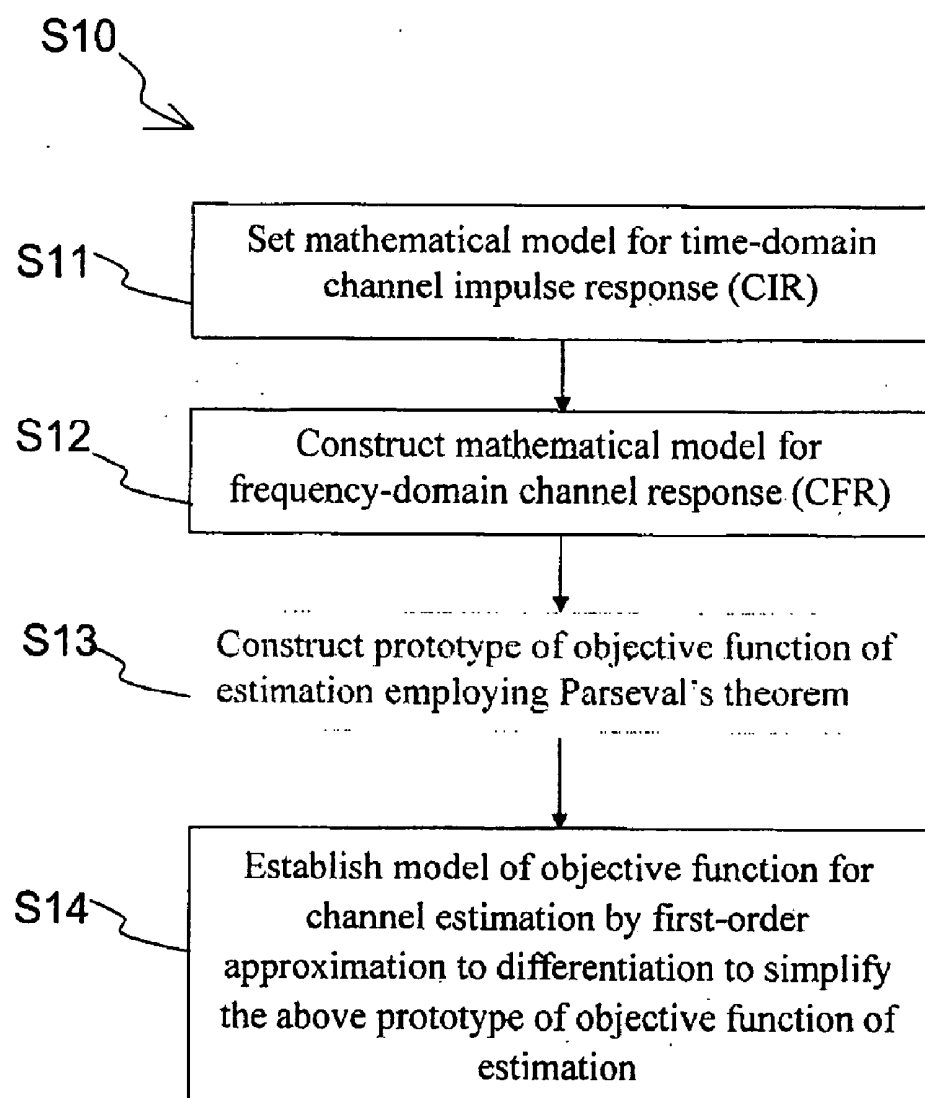 S10
S11
Set mathematical model for time-domain
channel impulse response (CIR)
S12
Construct mathematical model for
frequency-domain channel response (CFR)
S13
Construct prototype of objective function of
estimation employing Parseval's theorem
S14
Establish model of objective function for
channel estimation by first-order
approximation to differentiation to simplify
the above prototype of objective function of
estimation